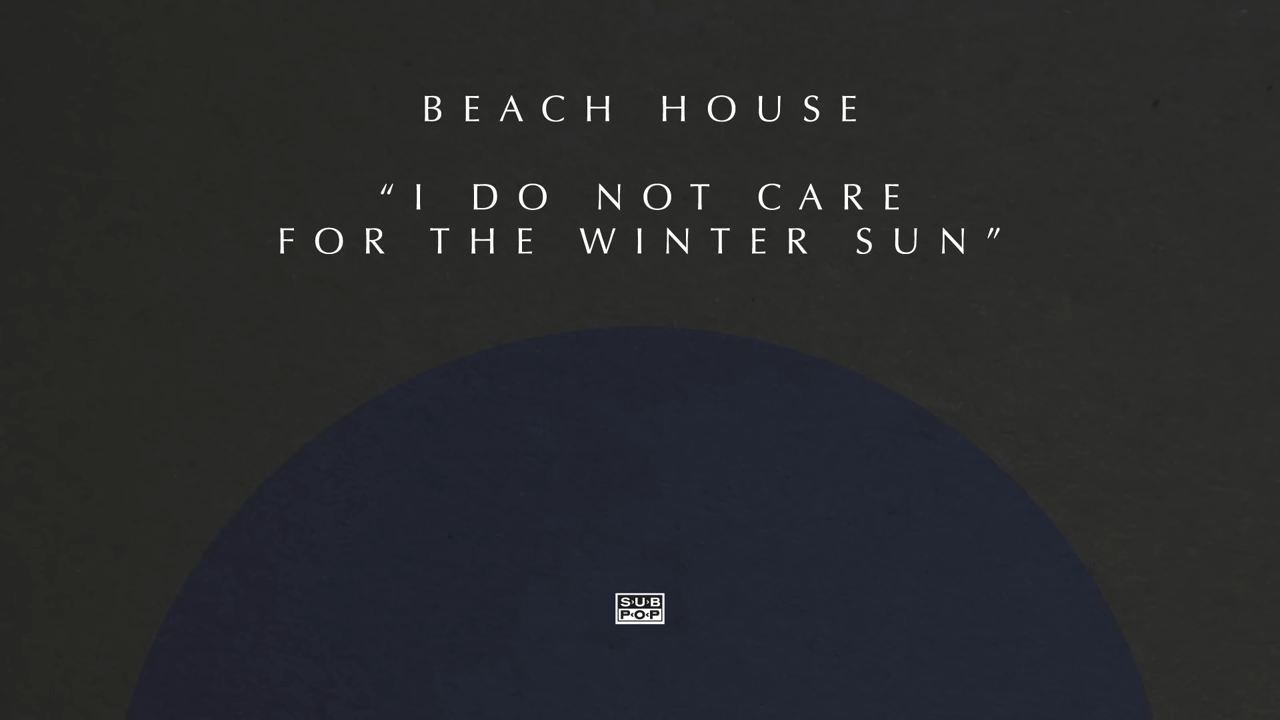 BEACH HOUSE
“I DO NOT CARE
FOR THE WINTER SUN”
SUB
POP